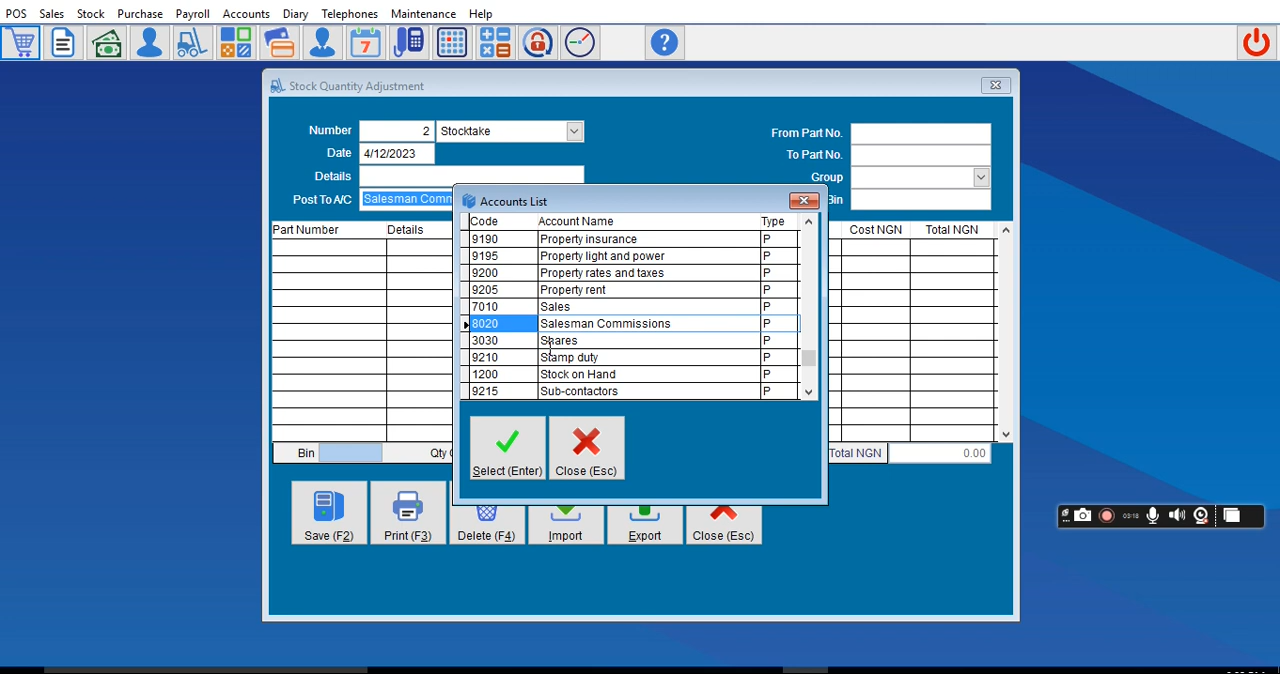 POS Sales Stock Purchase Payroll Accounts Diary Telephones Maintenance Help
7
?
Stock Quantity Adjustment
Number 2 Stocktake
From Part No.
Date 4/12/2023
To Part No.
Details
Group
Post To A/C Salesman Comm
Bin
Accounts List
Code Account Name Type
9190 Property insurance P
9195 Property light and power P
9200 Property rates and taxes P
9205 Property rent P
7010 Sales P
8020 Salesman Commissions P
3030 Shares P
9210 Stamp duty P
1200 Stock on Hand P
9215 Sub-contactors P
Select (Enter) Close (Esc)
Part Number Details Cost NGN Total NGN
Bin Qty Total NGN 0.00
Save (F2) Print (F3) Delete (F4) Import Export Close (Esc)
03:18